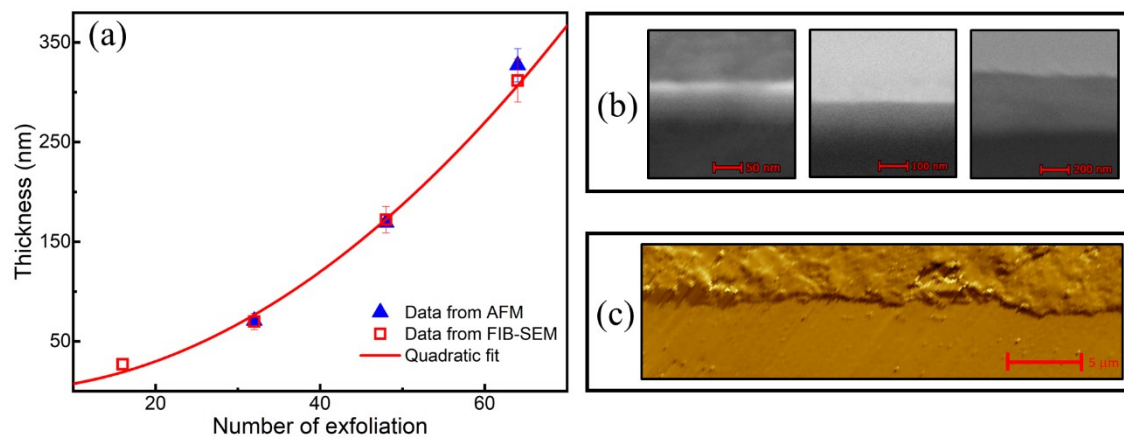 (a)
350
250
150
50
Thickness (nm)
20
40
60
Number of exfoliation
Data from AFM
Data from FIB-SEM
Quadratic fit
(b)
50 nm
100 nm
200 nm
(c)
5 μm